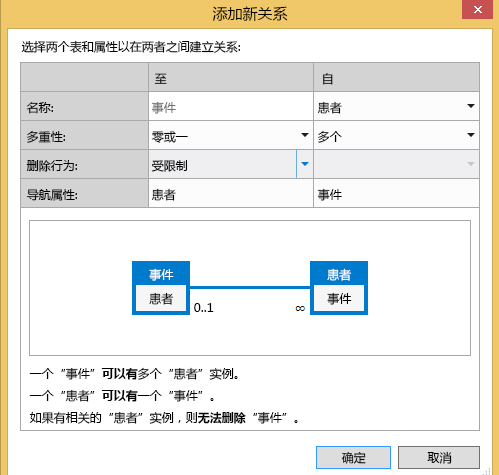 添加新关系
选择两个表和属性以在两者之间建立关系:
至 自
名称: 事件 患者
多重性: 零或一 多个
删除行为: 受限制
导航属性: 患者 事件
事件 患者
患者 事件
0..1 ∞
一个“事件”可以有多个“患者”实例。
一个“患者”可以有一个“事件”。
如果有相关的“患者”实例，则无法删除“事件”。
确定 取消